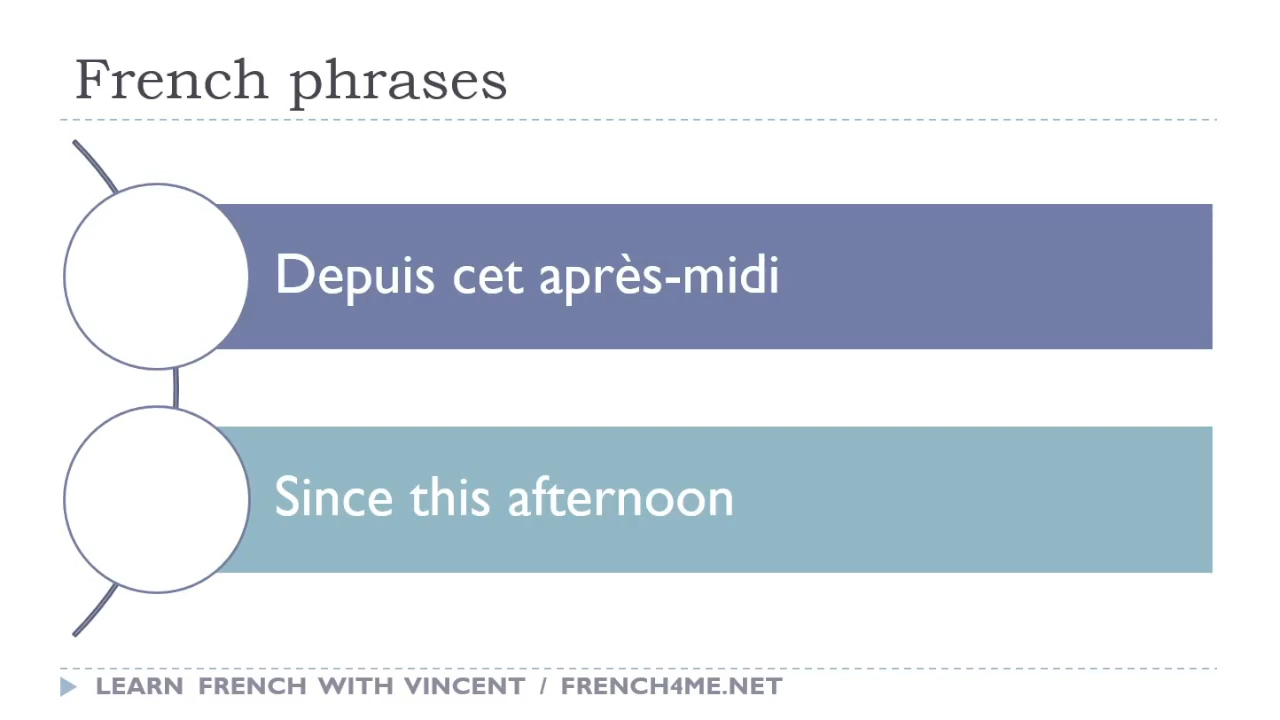 French phrases
Depuis cet après-midi
Since this afternoon
LEARN FRENCH WITH VINCENT / FRENCH4ME.NET